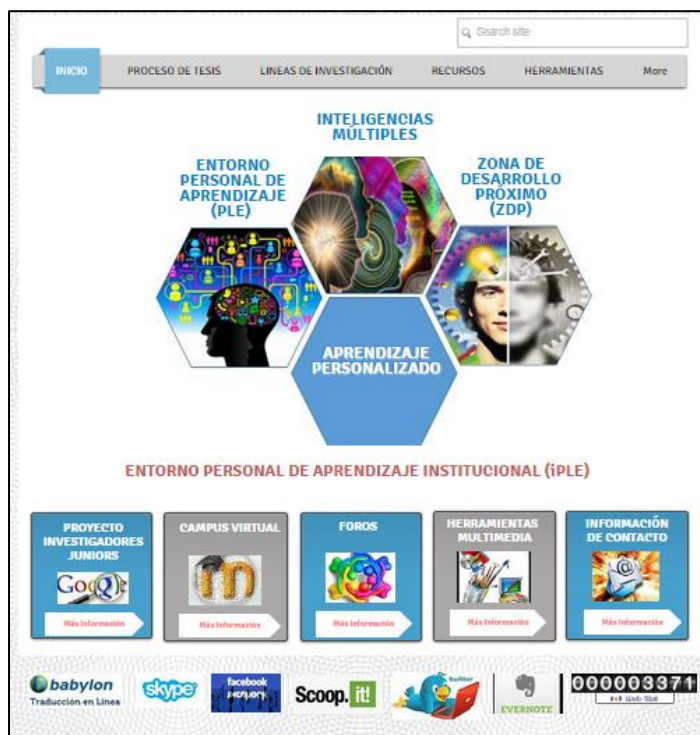 Search site
INICIO
PROCESO DE TESIS
LINEAS DE INVESTIGACIÓN
RECURSOS
HERRAMIENTAS
More
INTELIGENCIAS
MÚLTIPLES
ENTORNO
PERSONAL DE
APRENDIZAJE
(PLE)
ZONA DE
DESARROLLO
PRÓXIMO
(ZDP)
APRENDIZAJE
PERSONALIZADO
ENTORNO PERSONAL DE APRENDIZAJE INSTITUCIONAL (iPLE)
PROYECTO
INVESTIGADORES
JUNIORS
Google
Más Información
CAMPUS VIRTUAL
m
Más Información
FOROS
Más Información
HERRAMIENTAS
MULTIMEDIA
Más Información
INFORMACIÓN
DE CONTACTO
@
Más Información
babylon
Traducción en Línea
skype
facebook
Scoop.it!
twitter
EVERNOTE
000003371
Web Stat